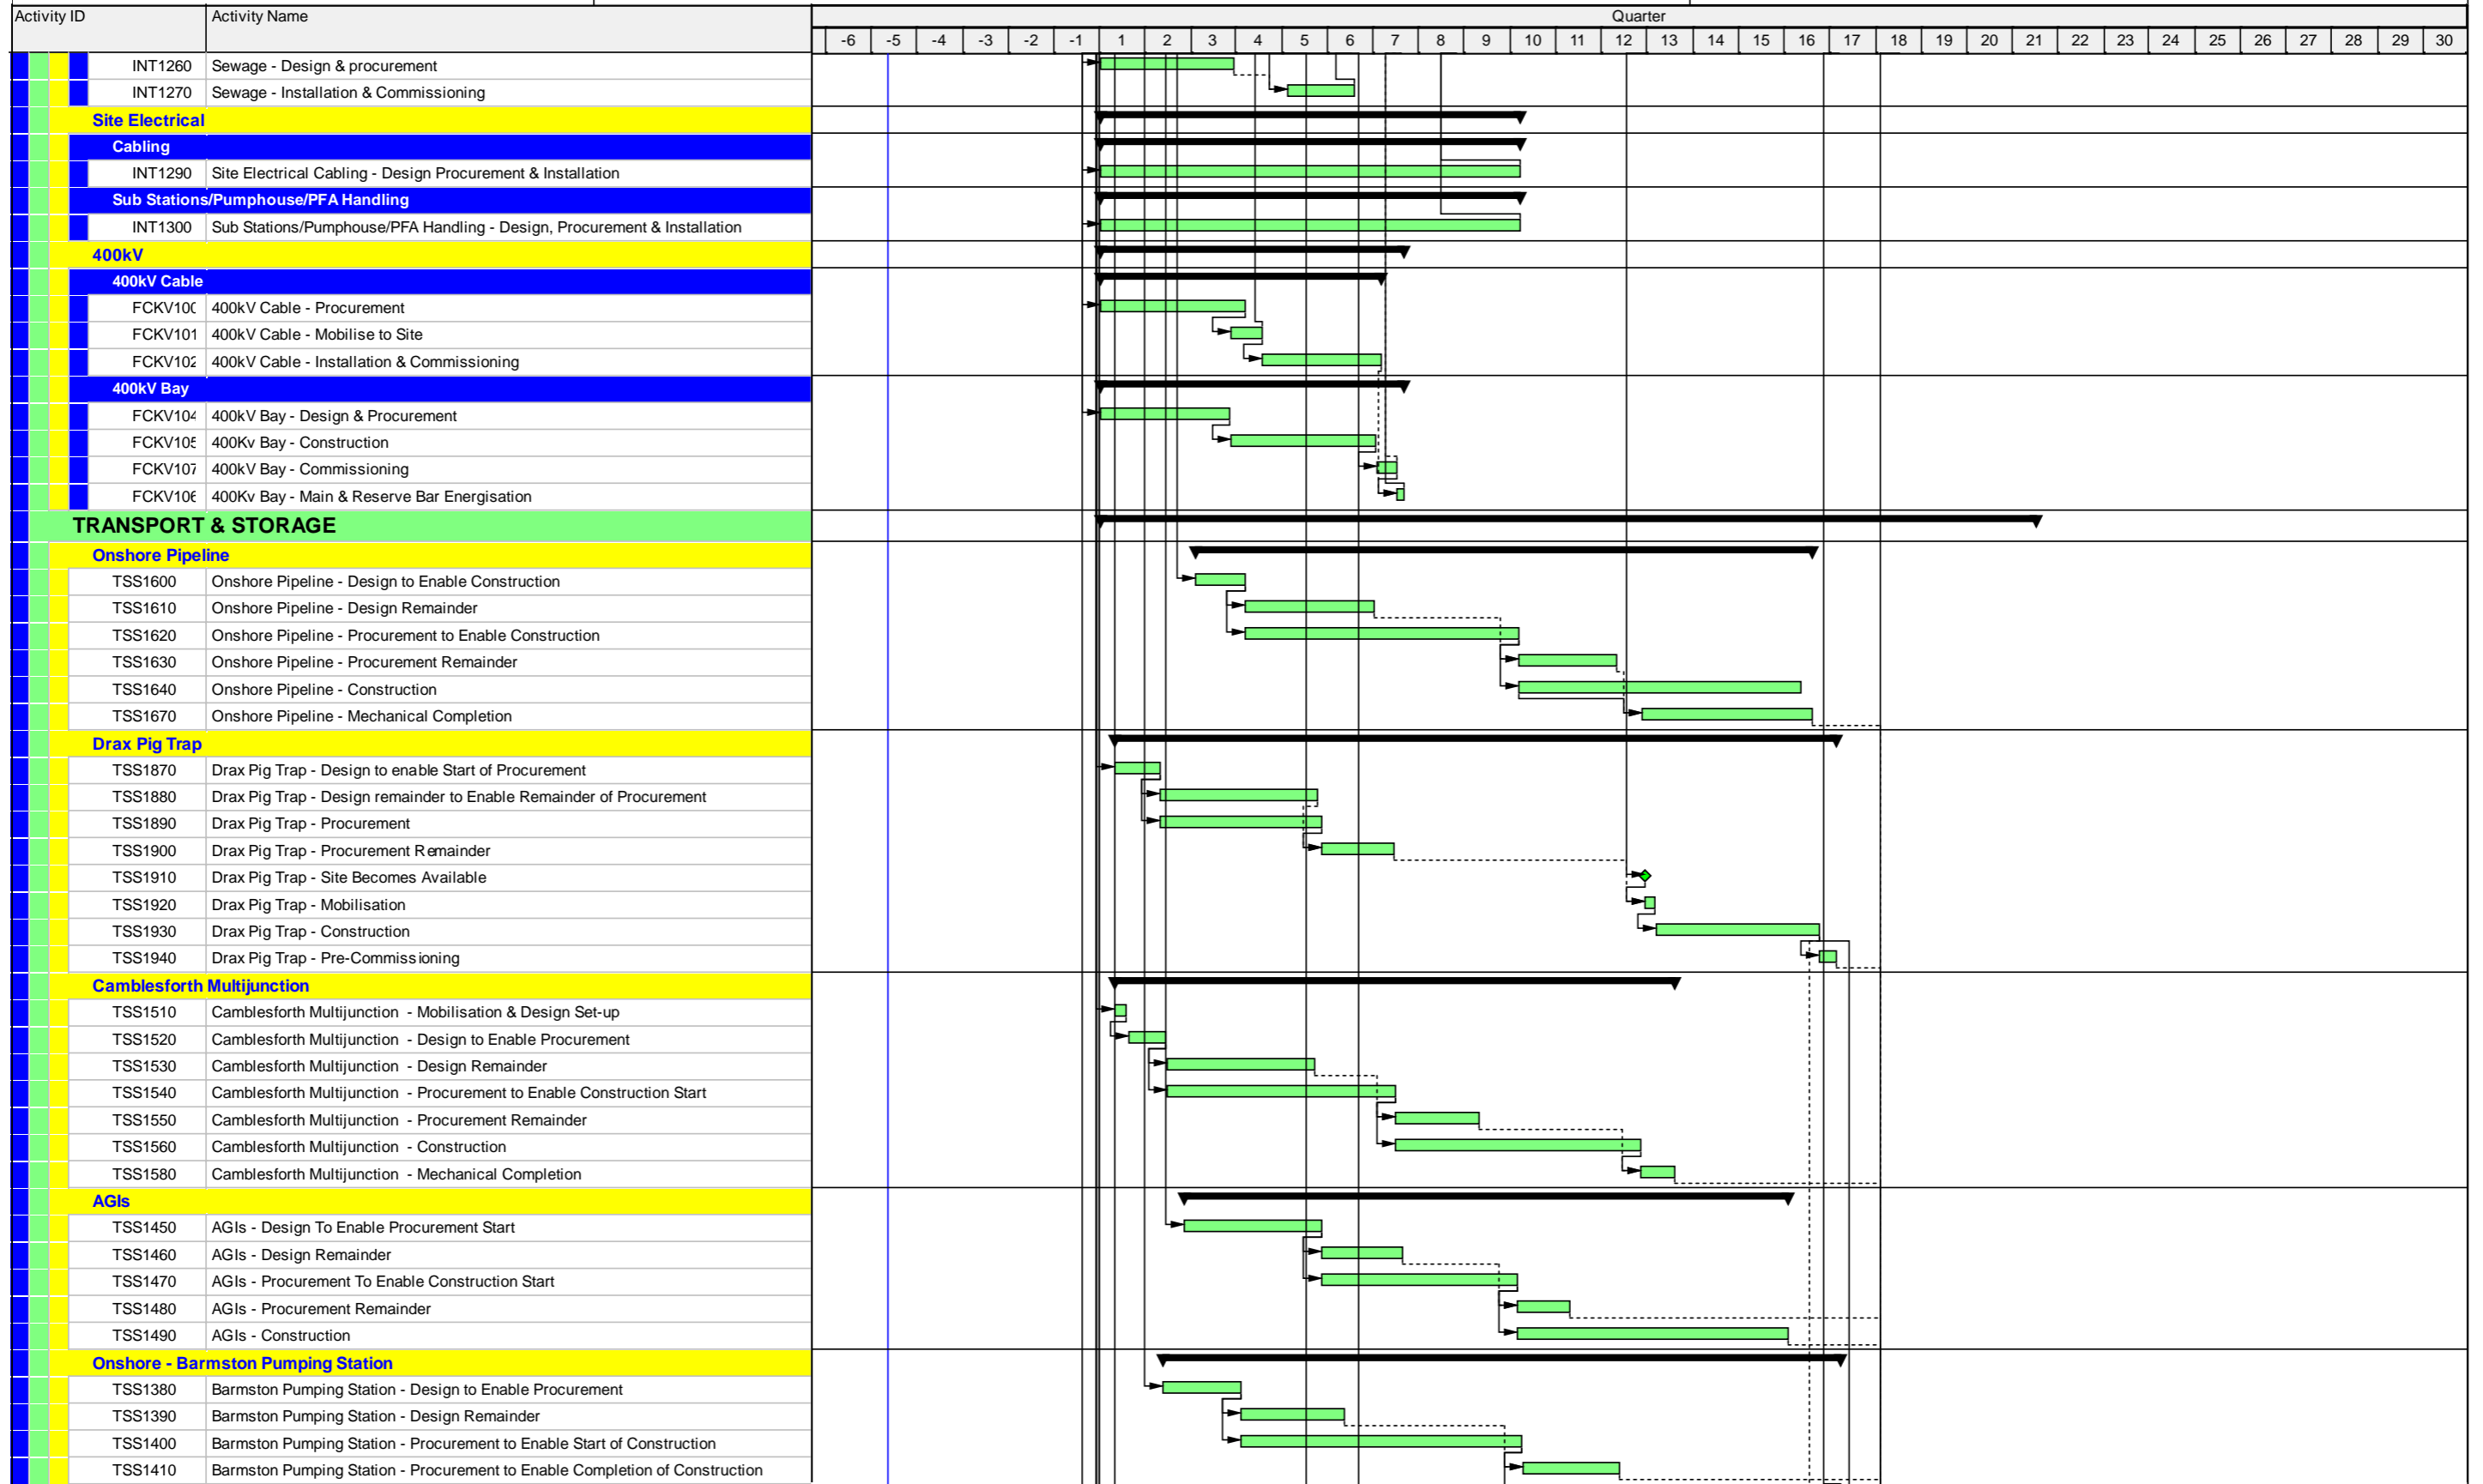 Activity ID Activity Name Quarter
-6 -5 -4 -3 -2 -1 1 2 3 4 5 6 7 8 9 10 11 12 13 14 15 16 17 18 19 20 21 22 23 24 25 26 27 28 29 30
INT1260 Sewage - Design & procurement
INT1270 Sewage - Installation & Commissioning
Site Electrical
Cabling
INT1290 Site Electrical Cabling - Design Procurement & Installation
Sub Stations/Pumphouse/PFA Handling
INT1300 Sub Stations/Pumphouse/PFA Handling - Design, Procurement & Installation
400kV
400kV Cable
FCKV100 400kV Cable - Procurement
FCKV101 400kV Cable - Mobilise to Site
FCKV102 400kV Cable - Installation & Commissioning
400kV Bay
FCKV104 400kV Bay - Design & Procurement
FCKV105 400Kv Bay - Construction
FCKV107 400kV Bay - Commissioning
FCKV106 400Kv Bay - Main & Reserve Bar Energisation
TRANSPORT & STORAGE
Onshore Pipeline
TSS1600 Onshore Pipeline - Design to Enable Construction
TSS1610 Onshore Pipeline - Design Remainder
TSS1620 Onshore Pipeline - Procurement to Enable Construction
TSS1630 Onshore Pipeline - Procurement Remainder
TSS1640 Onshore Pipeline - Construction
TSS1670 Onshore Pipeline - Mechanical Completion
Drax Pig Trap
TSS1870 Drax Pig Trap - Design to enable Start of Procurement
TSS1880 Drax Pig Trap - Design remainder to Enable Remainder of Procurement
TSS1890 Drax Pig Trap - Procurement
TSS1900 Drax Pig Trap - Procurement Remainder
TSS1910 Drax Pig Trap - Site Becomes Available
TSS1920 Drax Pig Trap - Mobilisation
TSS1930 Drax Pig Trap - Construction
TSS1940 Drax Pig Trap - Pre-Commissioning
Camblesforth Multijunction
TSS1510 Camblesforth Multijunction - Mobilisation & Design Set-up
TSS1520 Camblesforth Multijunction - Design to Enable Procurement
TSS1530 Camblesforth Multijunction - Design Remainder
TSS1540 Camblesforth Multijunction - Procurement to Enable Construction Start
TSS1550 Camblesforth Multijunction - Procurement Remainder
TSS1560 Camblesforth Multijunction - Construction
TSS1580 Camblesforth Multijunction - Mechanical Completion
AGIs
TSS1450 AGIs - Design To Enable Procurement Start
TSS1460 AGIs - Design Remainder
TSS1470 AGIs - Procurement To Enable Construction Start
TSS1480 AGIs - Procurement Remainder
TSS1490 AGIs - Construction
Onshore - Barmston Pumping Station
TSS1380 Barmston Pumping Station - Design to Enable Procurement
TSS1390 Barmston Pumping Station - Design Remainder
TSS1400 Barmston Pumping Station - Procurement to Enable Start of Construction
TSS1410 Barmston Pumping Station - Procurement to Enable Completion of Construction